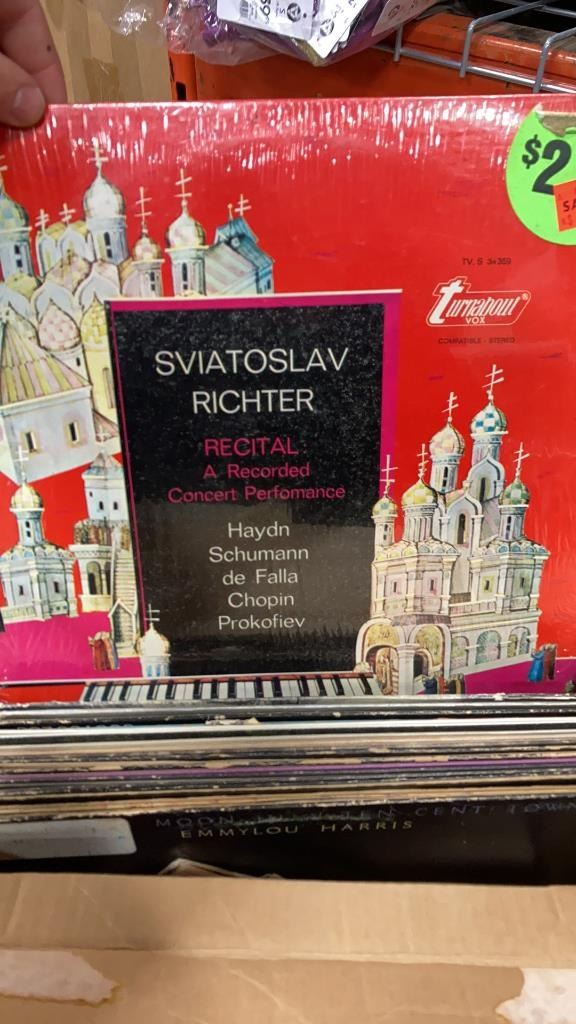 $2
SA
TV. S 34359
turnabout
VOX
COMPATIBLE - STEREO
SVIATOSLAV
RICHTER
RECITAL
A Recorded
Concert Perfomance
Haydn
Schumann
de Falla
Chopin
Prokofiev
EMMYLOU HARRIS